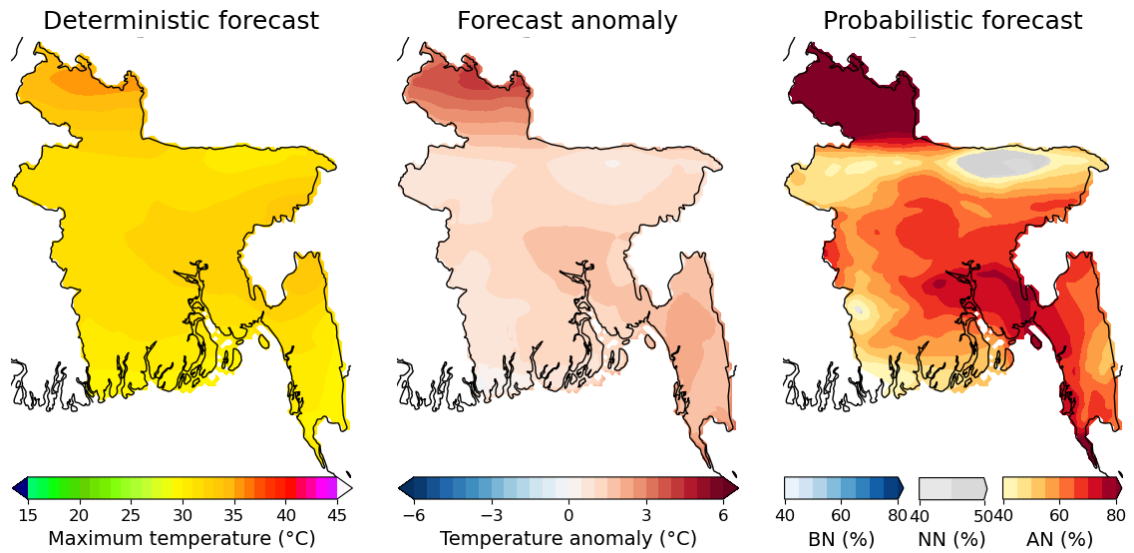 Deterministic forecast
Forecast anomaly
Probabilistic forecast
15 20 25 30 35 40 45
Maximum temperature (°C)
−6 −3 0 3 6
Temperature anomaly (°C)
40 60 80
BN (%)
40 50
NN (%)
40 60 80
AN (%)